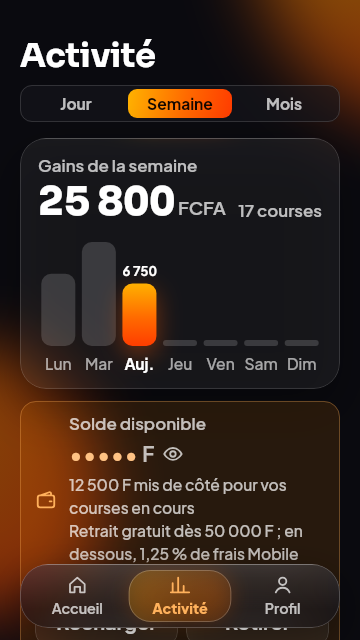 Activité
Jour Semaine Mois
Gains de la semaine
25 800 FCFA 17 courses
6 750
Lun Mar Auj. Jeu Ven Sam Dim
Solde disponible
••••• F
12 500 F mis de côté pour vos
courses en cours
Retrait gratuit dès 50 000 F ; en
dessous, 1,25 % de frais Mobile
Accueil Activité Profil